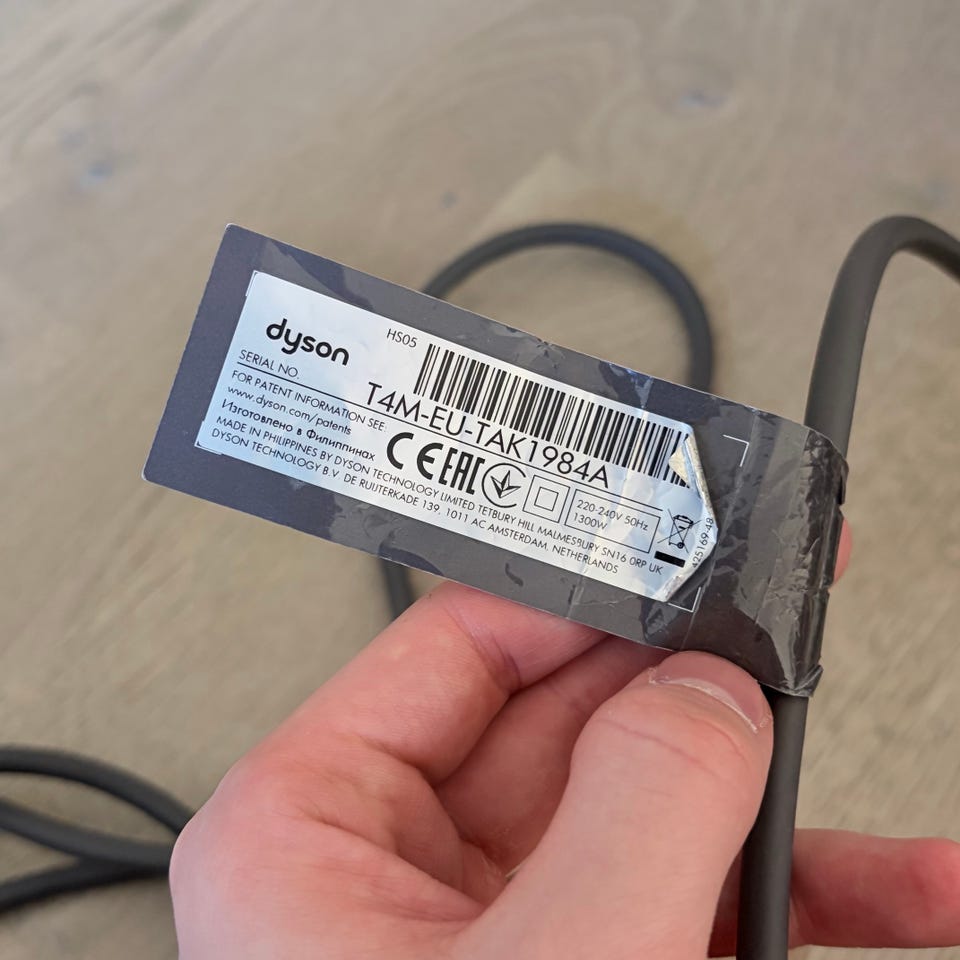 dyson
HS05
SERIAL NO.
T4M-EU-TAK1984A
FOR PATENT INFORMATION SEE:
www.dyson.com/patents
Изготовлено в Филиппинах
MADE IN PHILIPPINES BY DYSON TECHNOLOGY LIMITED TETBURY HILL MALMESBURY SN16 0RP UK
DYSON TECHNOLOGY B.V. DE RUIJTERKADE 139, 1011 AC AMSTERDAM, NETHERLANDS
CE EAC
220-240V 50Hz
1300W
425169-48